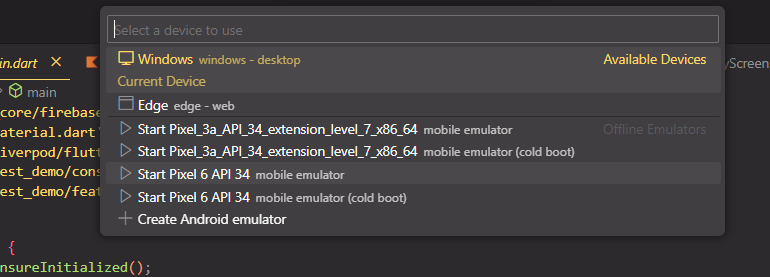 Select a device to use
in.dart
Windows windows - desktop Available Devices
yScreen
Current Device
main
Edge edge - web
core/firebase
aterial.dart
Start Pixel_3a_API_34_extension_level_7_x86_64 mobile emulator Offline Emulators
iverpod/flutt
Start Pixel_3a_API_34_extension_level_7_x86_64 mobile emulator (cold boot)
est_demo/cons
Start Pixel 6 API 34 mobile emulator
est_demo/feat
Start Pixel 6 API 34 mobile emulator (cold boot)
Create Android emulator
{
nsureInitialized();